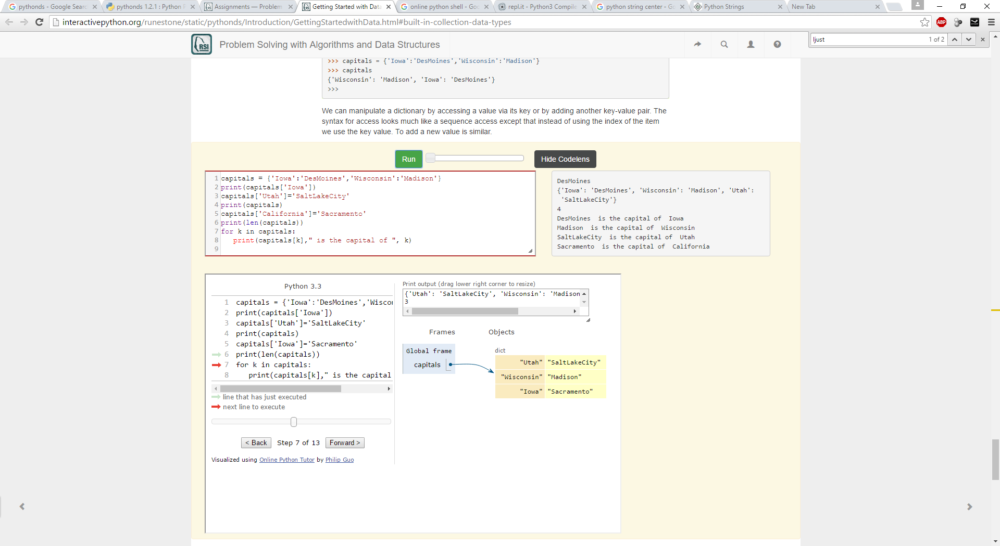 pythonds - Google Searc
pythonds 1.2.1 : Python P
Assignments — Problem
Getting Started with Data
online python shell - Goo
repl.it - Python3 Compile
python string center - Go
Python Strings
New Tab
interactivepython.org/runestone/static/pythonds/Introduction/GettingStartedwithData.html#built-in-collection-data-types
ABP
RSI
Problem Solving with Algorithms and Data Structures
ljust
1 of 2
>>> capitals = {'Iowa':'DesMoines','Wisconsin':'Madison'}
>>> capitals
{'Wisconsin': 'Madison', 'Iowa': 'DesMoines'}
>>>
We can manipulate a dictionary by accessing a value via its key or by adding another key-value pair. The
syntax for access looks much like a sequence access except that instead of using the index of the item
we use the key value. To add a new value is similar.
Run
Hide Codelens
1 capitals = {'Iowa':'DesMoines','Wisconsin':'Madison'}
2 print(capitals['Iowa'])
3 capitals['Utah']='SaltLakeCity'
4 print(capitals)
5 capitals['California']='Sacramento'
6 print(len(capitals))
7 for k in capitals:
8    print(capitals[k]," is the capital of ", k)
9
DesMoines
{'Iowa': 'DesMoines', 'Wisconsin': 'Madison', 'Utah':
'SaltLakeCity'}
4
DesMoines  is the capital of  Iowa
Madison  is the capital of  Wisconsin
SaltLakeCity  is the capital of  Utah
Sacramento  is the capital of  California
Python 3.3
1 capitals = {'Iowa':'DesMoines','Wiscon
2 print(capitals['Iowa'])
3 capitals['Utah']='SaltLakeCity'
4 print(capitals)
5 capitals['Iowa']='Sacramento'
6 print(len(capitals))
7 for k in capitals:
8    print(capitals[k]," is the capital
line that has just executed
next line to execute
< Back
Step 7 of 13
Forward >
Visualized using Online Python Tutor by Philip Guo
Print output (drag lower right corner to resize)
{'Utah': 'SaltLakeCity', 'Wisconsin': 'Madison
3
Frames
Objects
Global frame
capitals
dict
"Utah" "SaltLakeCity"
"Wisconsin" "Madison"
"Iowa" "Sacramento"